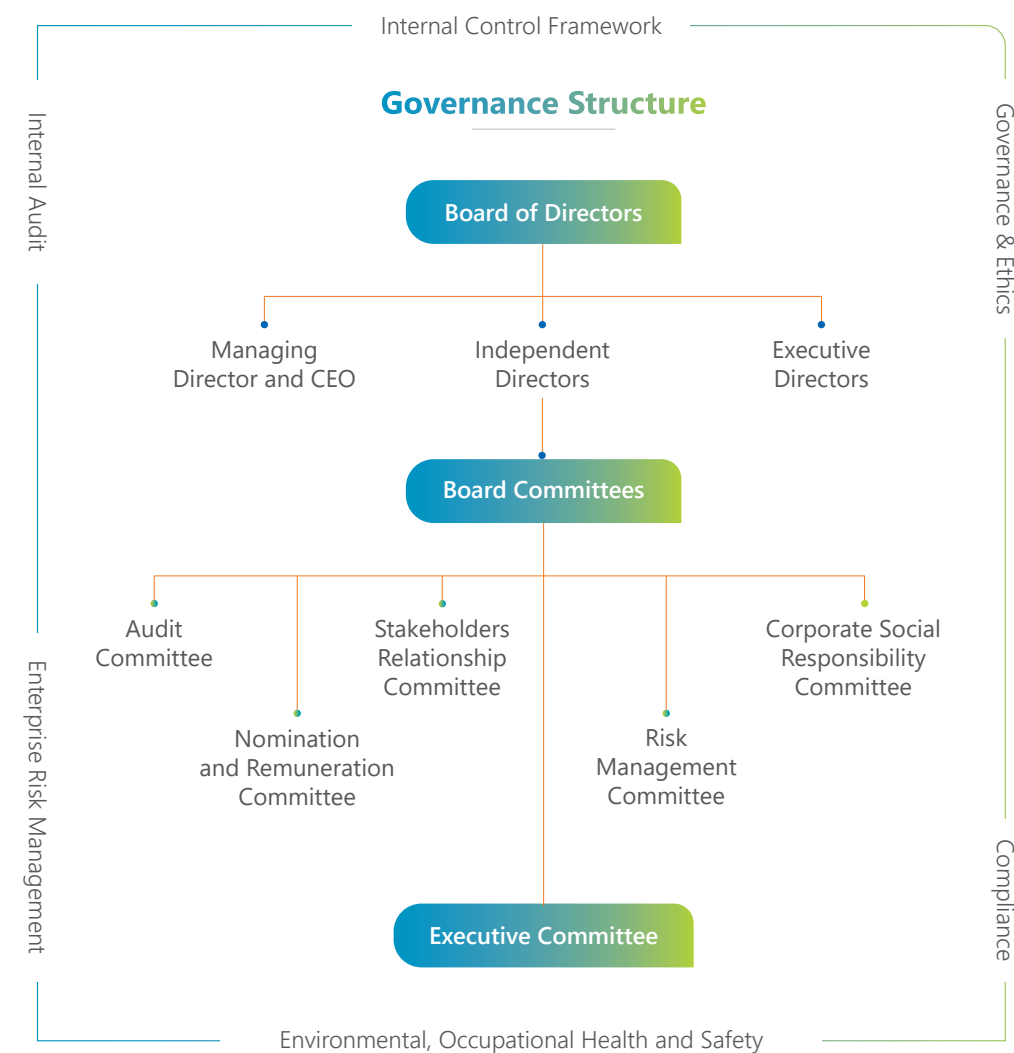 Internal Control Framework
Governance Structure
Internal Audit
Governance & Ethics
Board of Directors
Managing
Director and CEO
Independent
Directors
Executive
Directors
Board Committees
Audit
Committee
Stakeholders
Relationship
Committee
Corporate Social
Responsibility
Committee
Nomination
and Remuneration
Committee
Risk
Management
Committee
Enterprise Risk Management
Compliance
Executive Committee
Environmental, Occupational Health and Safety